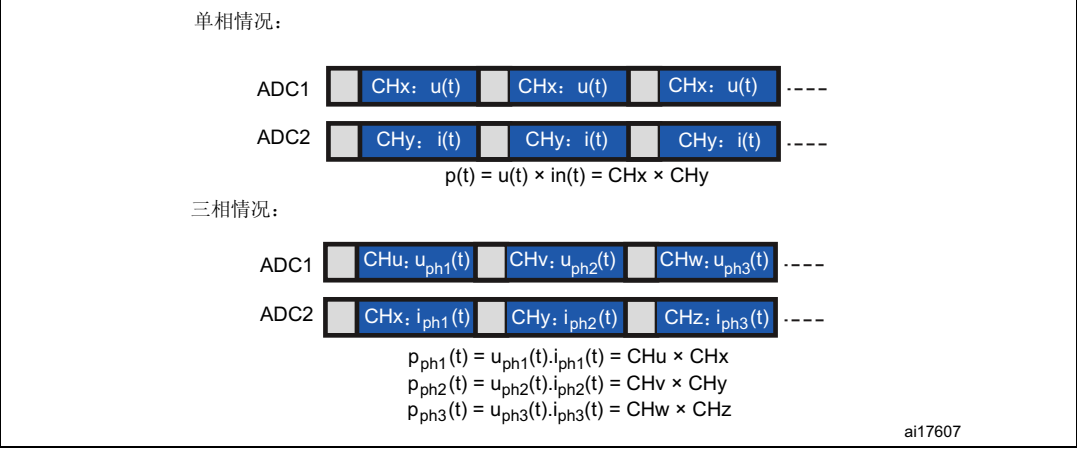 单相情况：
ADC1 CHx：u(t) CHx：u(t) CHx：u(t)
ADC2 CHy：i(t) CHy：i(t) CHy：i(t)
p(t) = u(t) × in(t) = CHx × CHy
三相情况：
ADC1 CHu：uph1(t) CHv：uph2(t) CHw：uph3(t)
ADC2 CHx：iph1(t) CHy：iph2(t) CHz：iph3(t)
pph1(t) = uph1(t).iph1(t) = CHu × CHx
pph2(t) = uph2(t).iph2(t) = CHv × CHy
pph3(t) = uph3(t).iph3(t) = CHw × CHz
ai17607